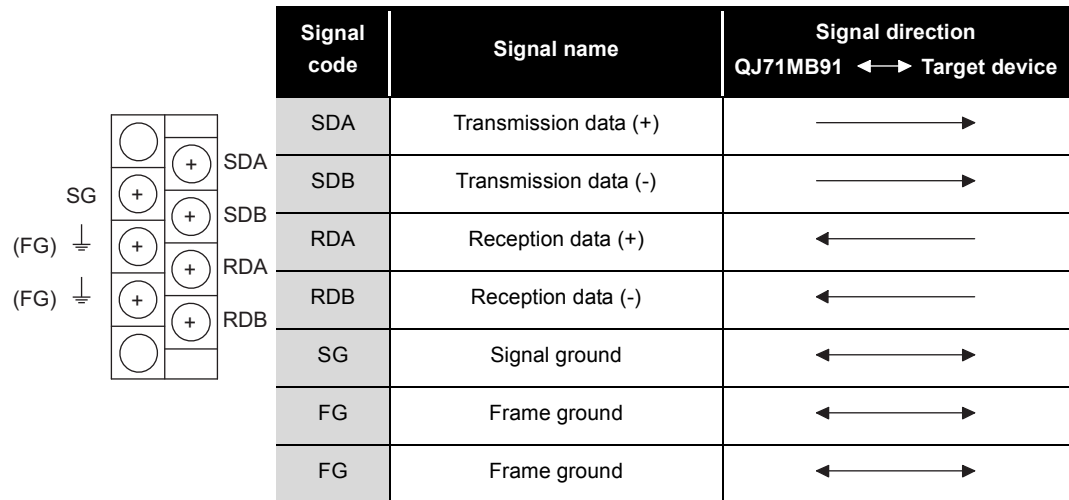 SG
(FG)
(FG)
SDA
SDB
RDA
RDB
Signal code Signal name Signal direction QJ71MB91 Target device
SDA Transmission data (+)
SDB Transmission data (-)
RDA Reception data (+)
RDB Reception data (-)
SG Signal ground
FG Frame ground
FG Frame ground